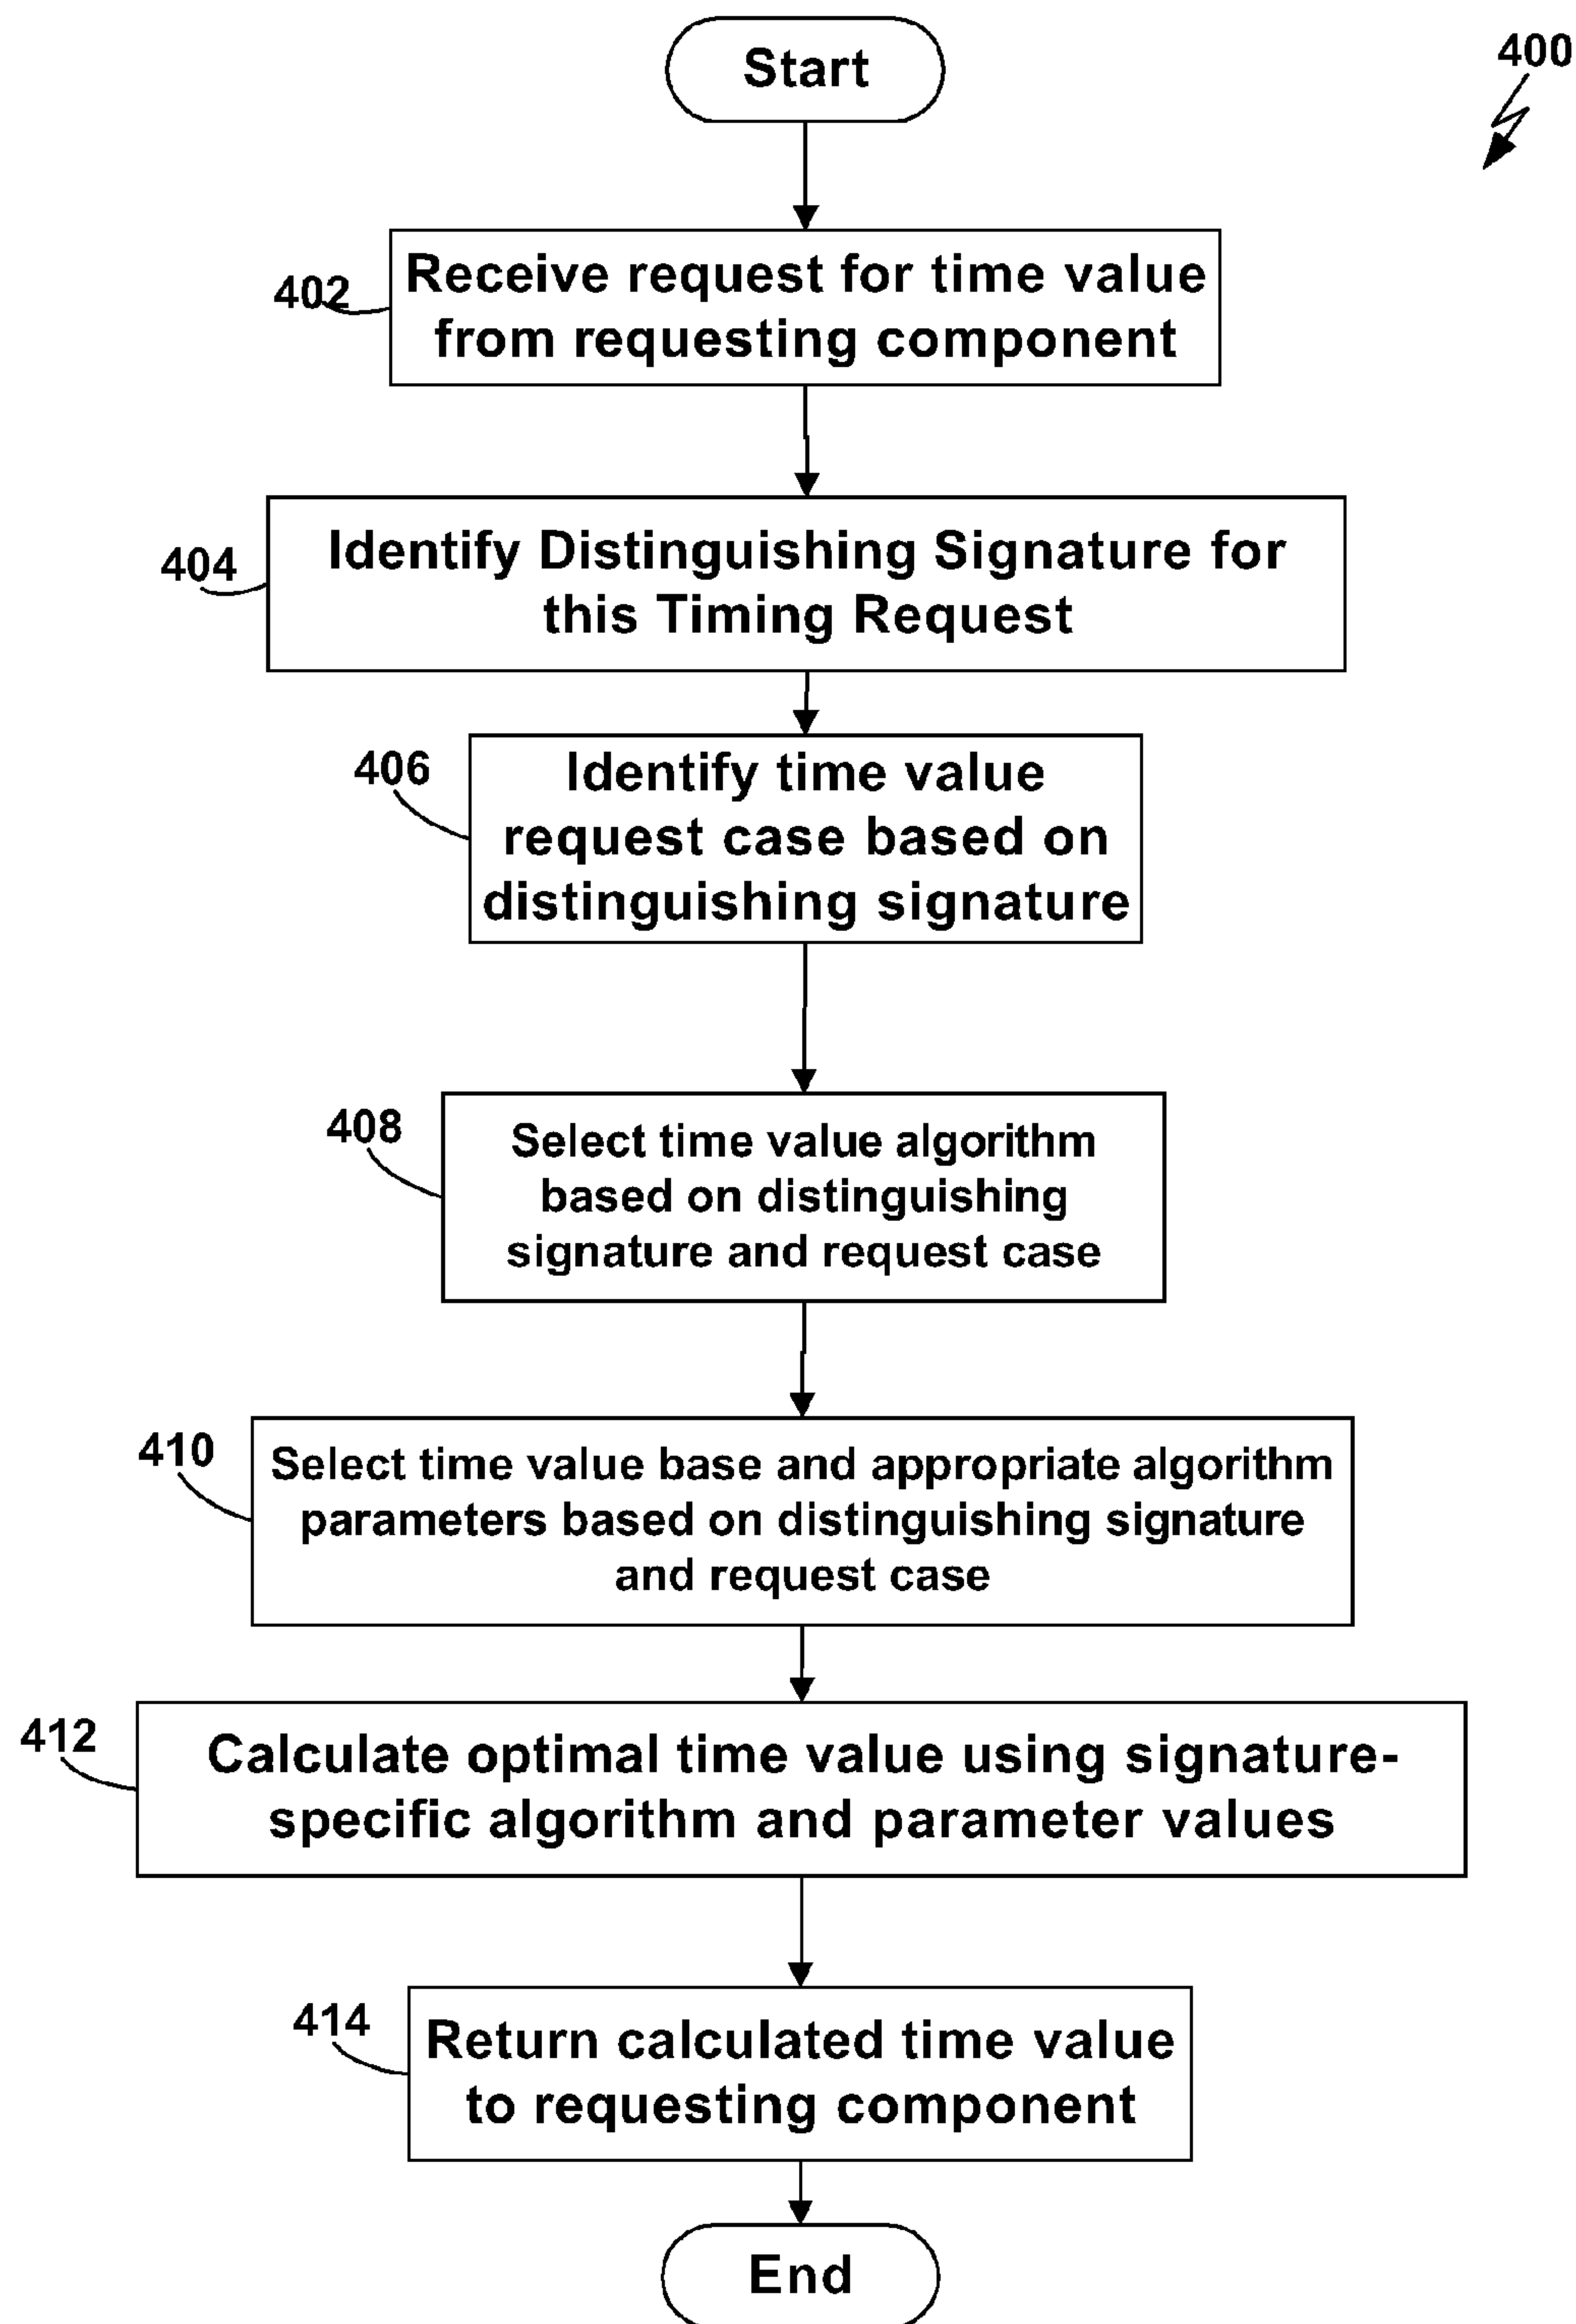 Start
400
402
Receive request for time value
from requesting component
404
Identify Distinguishing Signature for
this Timing Request
406
Identify time value
request case based on
distinguishing signature
408
Select time value algorithm
based on distinguishing
signature and request case
410
Select time value base and appropriate algorithm
parameters based on distinguishing signature
and request case
412
Calculate optimal time value using signature-
specific algorithm and parameter values
414
Return calculated time value
to requesting component
End